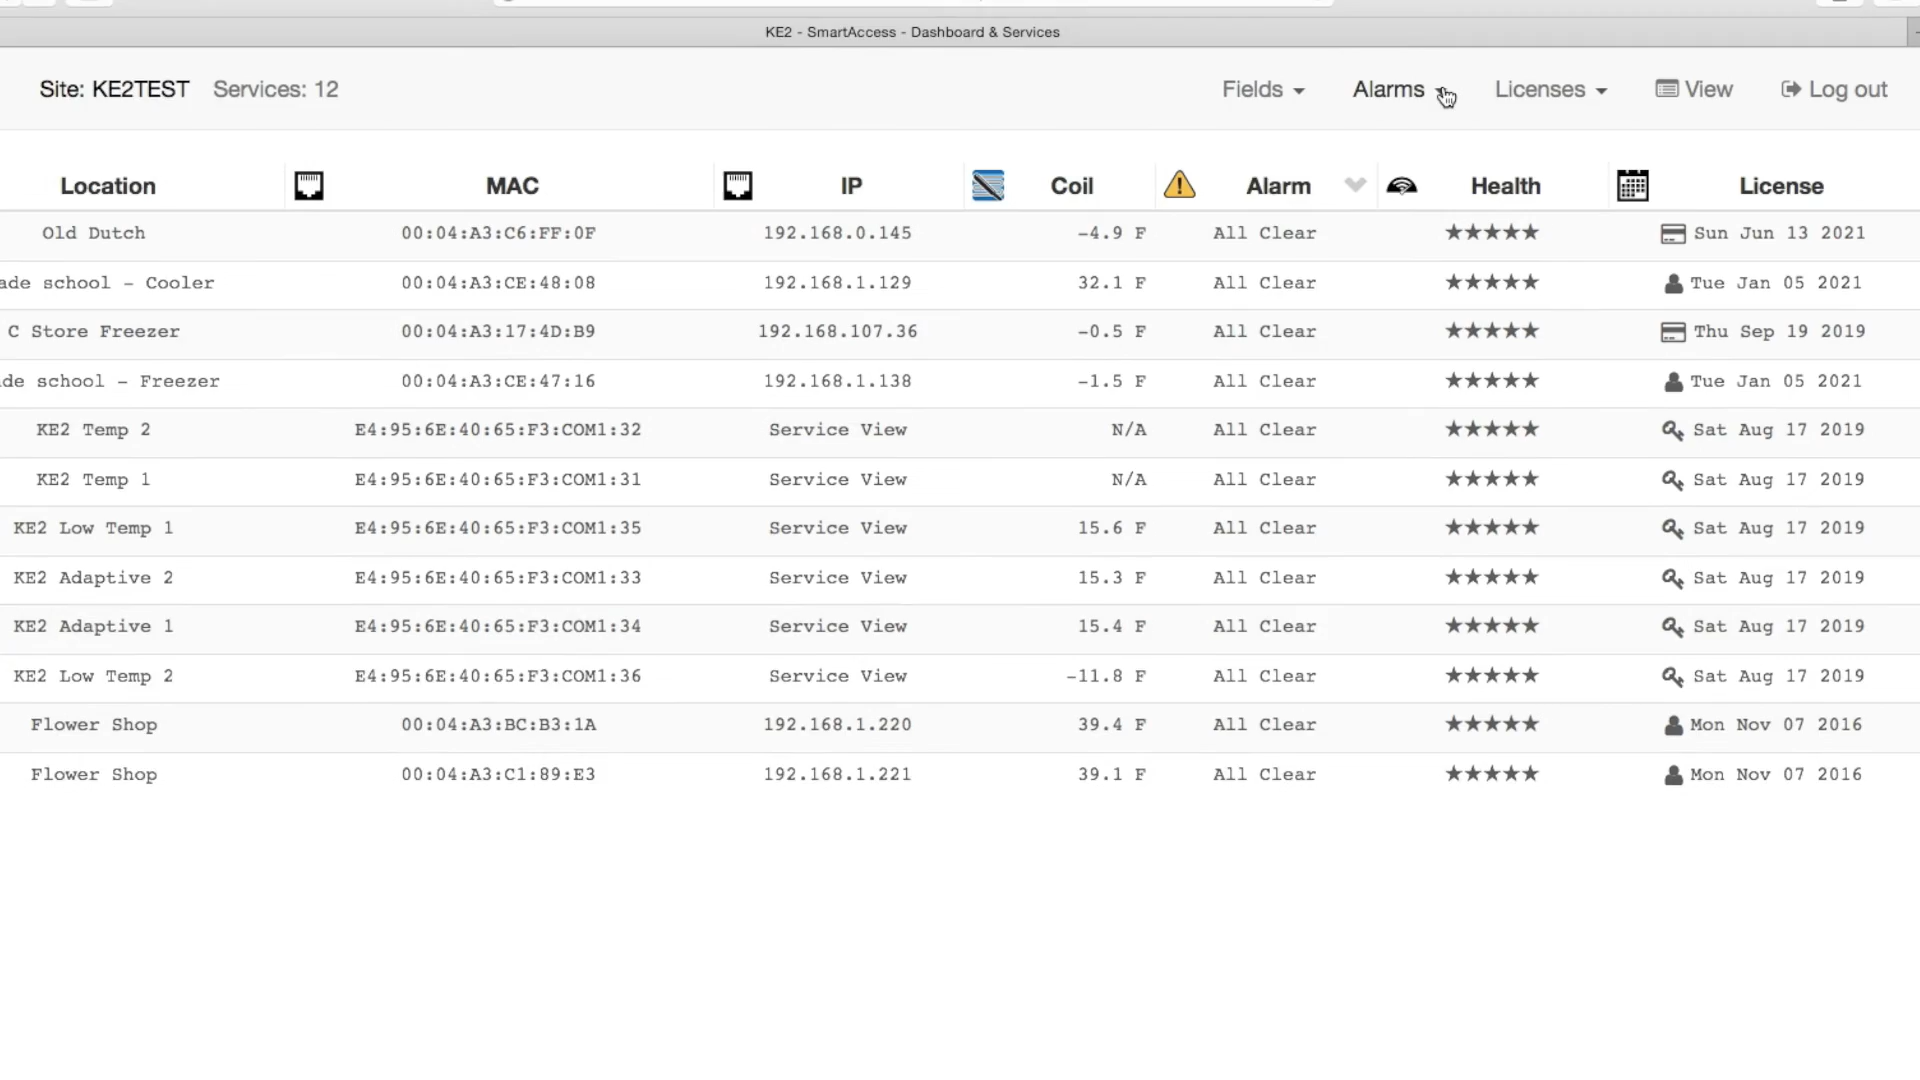 KE2 - SmartAccess - Dashboard & Services
Site: KE2TEST Services: 12 Fields Alarms Licenses View Log out
Location MAC IP Coil Alarm Health License
Old Dutch 00:04:A3:C6:FF:0F 192.168.0.145 -4.9 F All Clear ★★★★★ Sun Jun 13 2021
ade school - Cooler 00:04:A3:CE:48:08 192.168.1.129 32.1 F All Clear ★★★★★ Tue Jan 05 2021
C Store Freezer 00:04:A3:17:4D:B9 192.168.107.36 -0.5 F All Clear ★★★★★ Thu Sep 19 2019
de school - Freezer 00:04:A3:CE:47:16 192.168.1.138 -1.5 F All Clear ★★★★★ Tue Jan 05 2021
KE2 Temp 2 E4:95:6E:40:65:F3:COM1:32 Service View N/A All Clear ★★★★★ Sat Aug 17 2019
KE2 Temp 1 E4:95:6E:40:65:F3:COM1:31 Service View N/A All Clear ★★★★★ Sat Aug 17 2019
KE2 Low Temp 1 E4:95:6E:40:65:F3:COM1:35 Service View 15.6 F All Clear ★★★★★ Sat Aug 17 2019
KE2 Adaptive 2 E4:95:6E:40:65:F3:COM1:33 Service View 15.3 F All Clear ★★★★★ Sat Aug 17 2019
KE2 Adaptive 1 E4:95:6E:40:65:F3:COM1:34 Service View 15.4 F All Clear ★★★★★ Sat Aug 17 2019
KE2 Low Temp 2 E4:95:6E:40:65:F3:COM1:36 Service View -11.8 F All Clear ★★★★★ Sat Aug 17 2019
Flower Shop 00:04:A3:BC:B3:1A 192.168.1.220 39.4 F All Clear ★★★★★ Mon Nov 07 2016
Flower Shop 00:04:A3:C1:89:E3 192.168.1.221 39.1 F All Clear ★★★★★ Mon Nov 07 2016